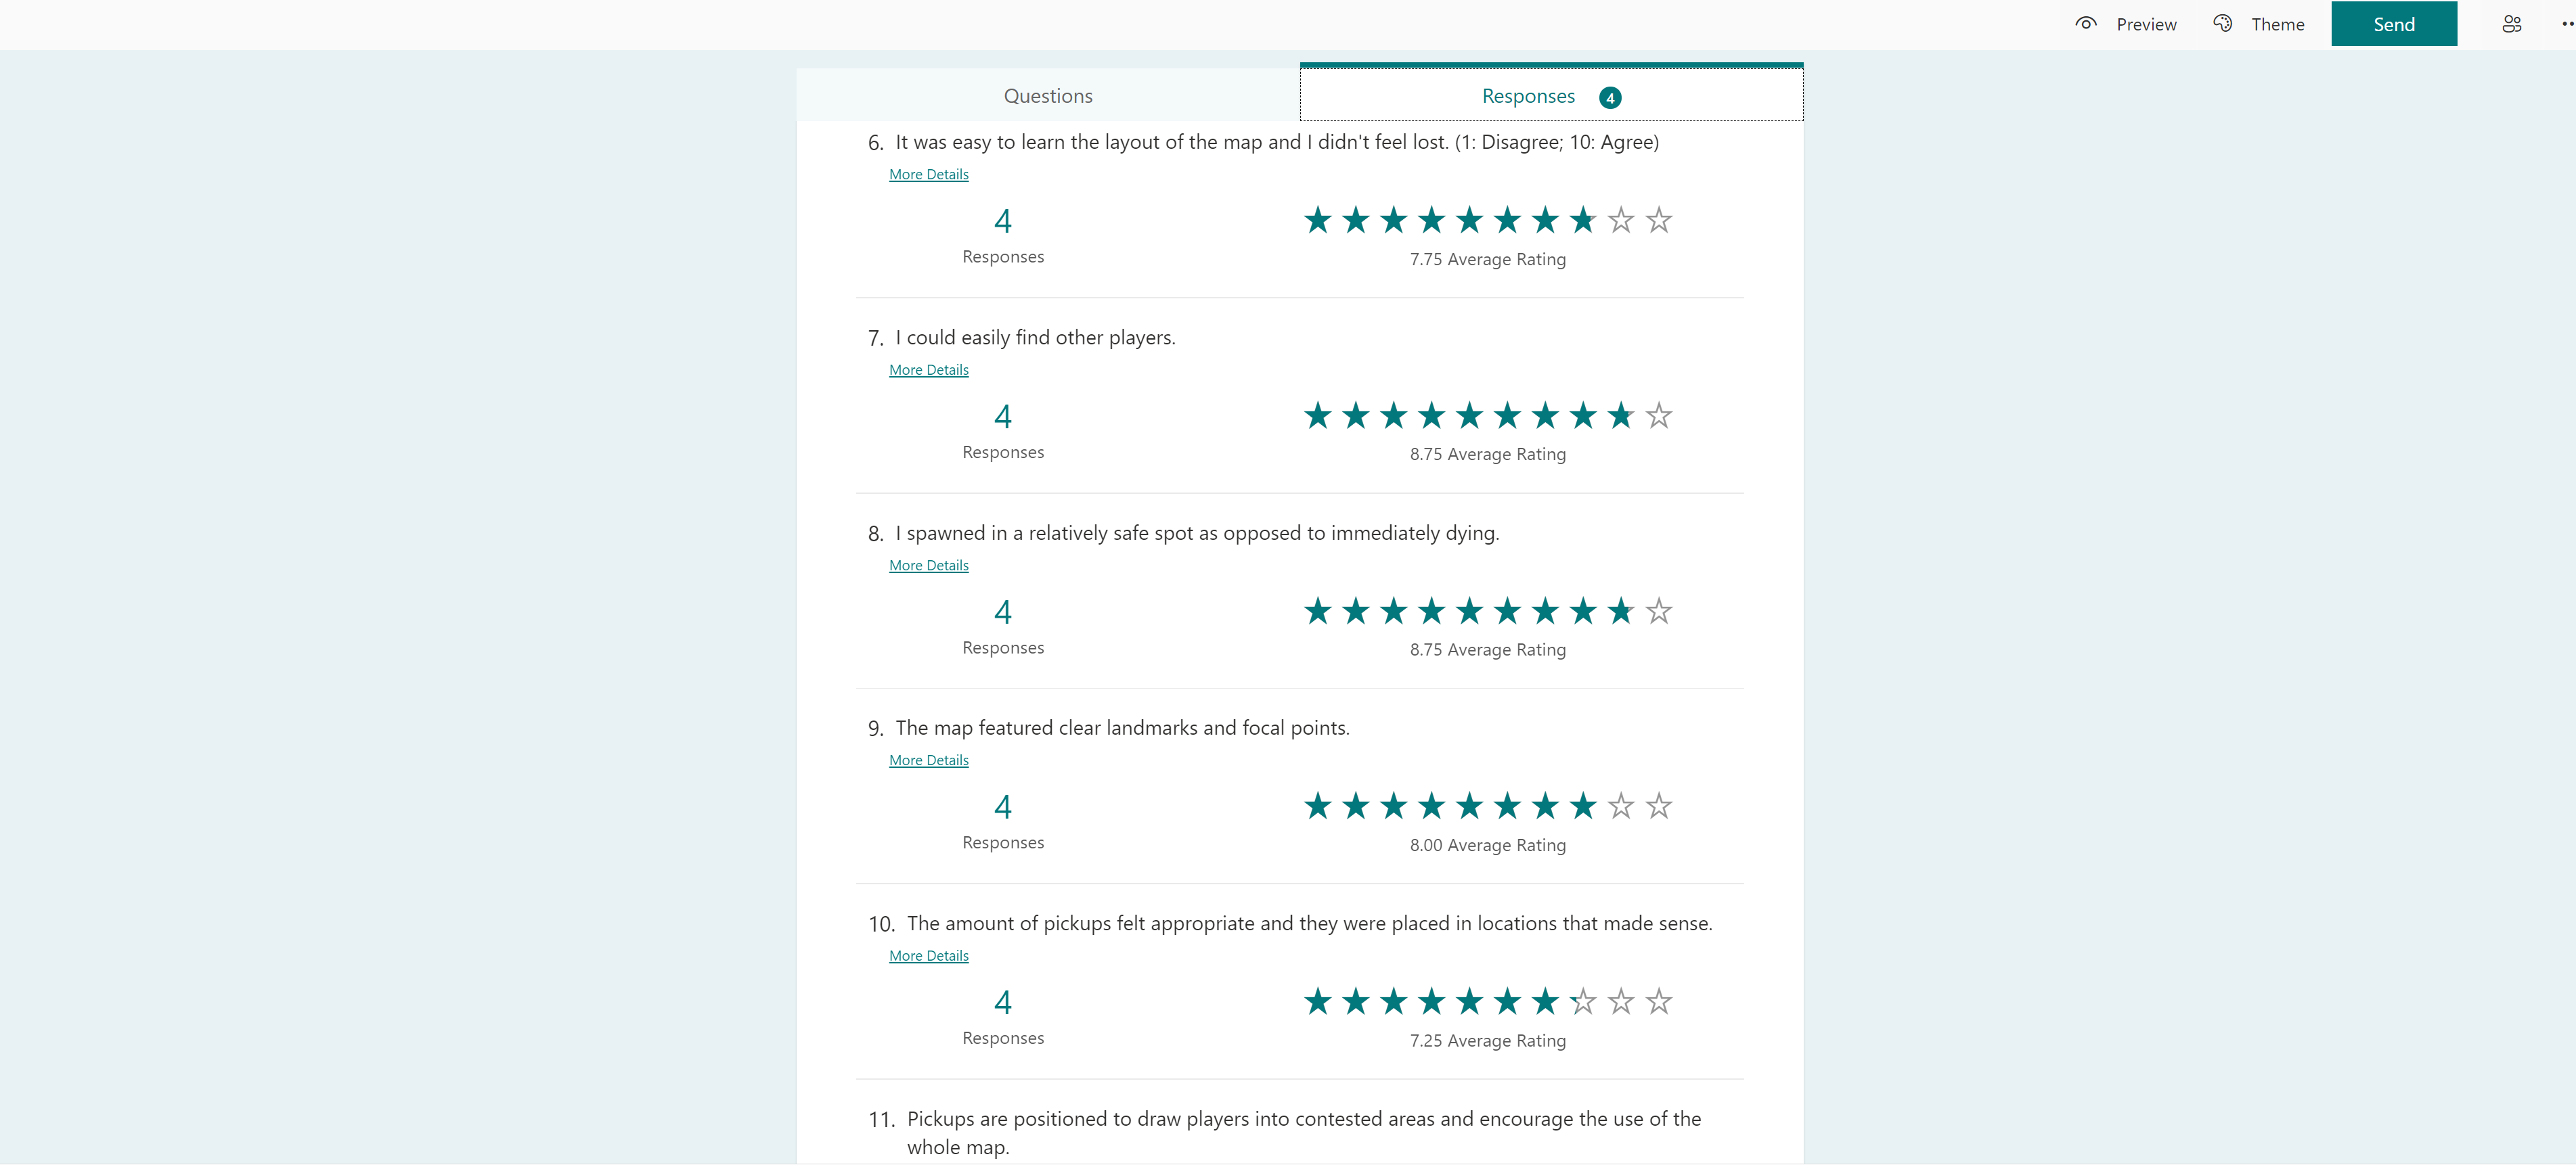 Preview Theme Send
Questions Responses 4
6. It was easy to learn the layout of the map and I didn't feel lost. (1: Disagree; 10: Agree)
More Details
4
Responses
7.75 Average Rating
7. I could easily find other players.
More Details
4
Responses
8.75 Average Rating
8. I spawned in a relatively safe spot as opposed to immediately dying.
More Details
4
Responses
8.75 Average Rating
9. The map featured clear landmarks and focal points.
More Details
4
Responses
8.00 Average Rating
10. The amount of pickups felt appropriate and they were placed in locations that made sense.
More Details
4
Responses
7.25 Average Rating
11. Pickups are positioned to draw players into contested areas and encourage the use of the
whole map.